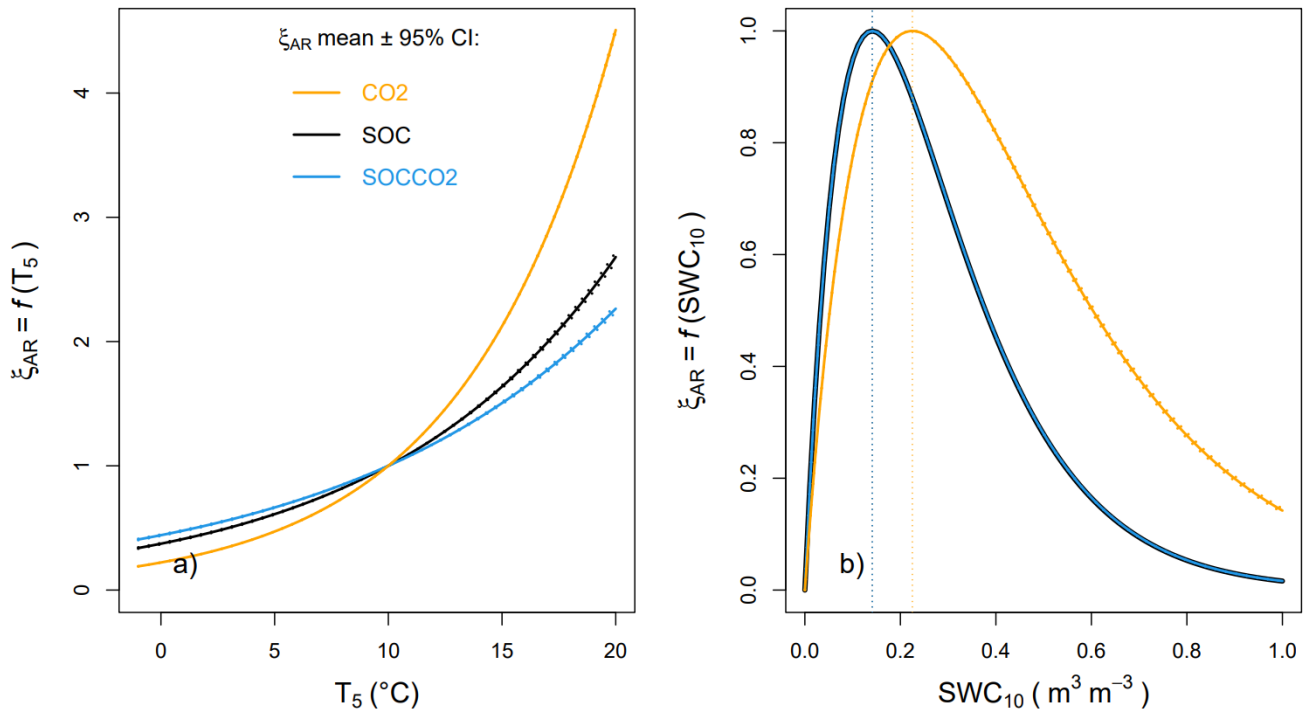 ξAR mean ± 95% CI:
CO2
SOC
SOCCO2
4
3
2
1
0
ξAR = f (T5 )
a)
0
5
10
15
20
T5 (°C)
1.0
0.8
0.6
0.4
0.2
0.0
ξAR = f (SWC10)
b)
0.0
0.2
0.4
0.6
0.8
1.0
SWC10 ( m³ m⁻³ )